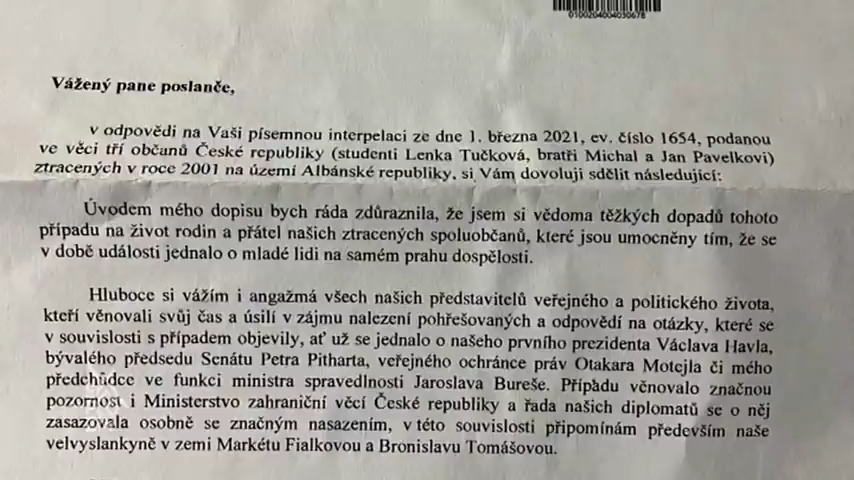 010020400403067B
Vážený pane poslanče,
v odpovědi na Vaši písemnou interpelaci ze dne 1. března 2021, ev. číslo 1654, podanou
ve věci tří občanů České republiky (studenti Lenka Tučková, bratři Michal a Jan Pavelkovi)
ztracených v roce 2001 na území Albánské republiky, si Vám dovoluji sdělit následující:
Úvodem mého dopisu bych ráda zdůraznila, že jsem si vědoma těžkých dopadů tohoto
případu na život rodin a přátel našich ztracených spoluobčanů, které jsou umocněny tím, že se
v době události jednalo o mladé lidi na samém prahu dospělosti.
Hluboce si vážím i angažmá všech našich představitelů veřejného a politického života,
kteří věnovali svůj čas a úsilí v zájmu nalezení pohřešovaných a odpovědí na otázky, které se
v souvislosti s případem objevily, ať už se jednalo o našeho prvního prezidenta Václava Havla,
bývalého předsedu Senátu Petra Pitharta, veřejného ochránce práv Otakara Motejla či mého
předchůdce ve funkci ministra spravedlnosti Jaroslava Bureše. Případu věnovalo značnou
pozornost i Ministerstvo zahraniční věcí České republiky a řada našich diplomatů se o něj
zasazovala osobně se značným nasazením, v této souvislosti připomínám především naše
velvyslankyně v zemi Markétu Fialkovou a Bronislavu Tomášovou.